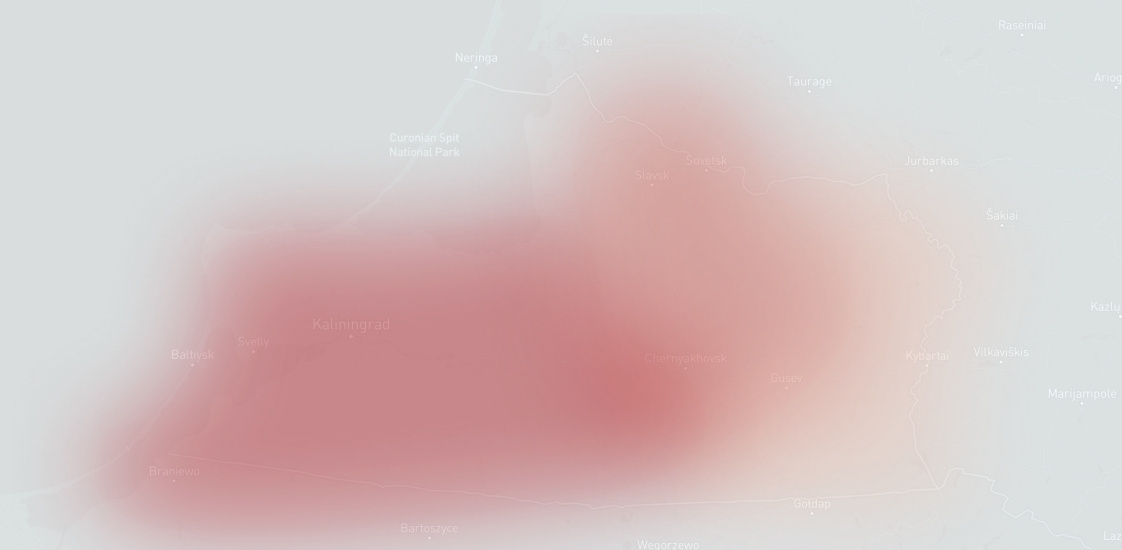 Raseiniai
Šilutė
Neringa
Tauragė
Ariog
Curonian Spit
National Park
Sovetsk
Jurbarkas
Slavsk
Šakiai
Kazlų
Kaliningrad
Svetly
Baltiysk
Chernyakhovsk
Kybartai
Vilkaviškis
Gusev
Marijampolė
Braniewo
Gołdap
Bartoszyce
Węgorzewo
Laz